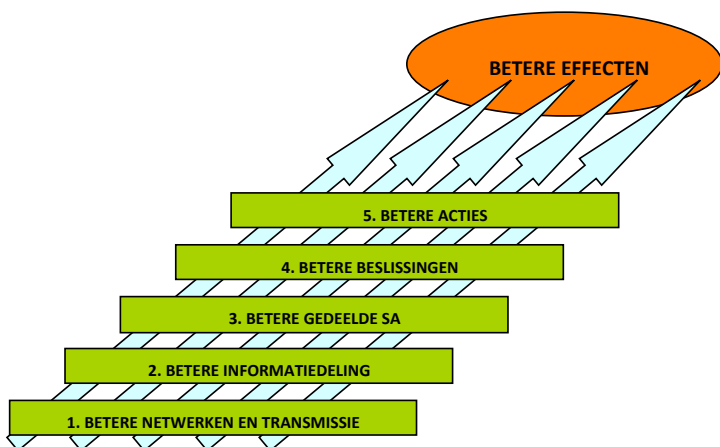 BETERE EFFECTEN
5. BETERE ACTIES
4. BETERE BESLISSINGEN
3. BETERE GEDEELDE SA
2. BETERE INFORMATIEDELING
1. BETERE NETWERKEN EN TRANSMISSIE